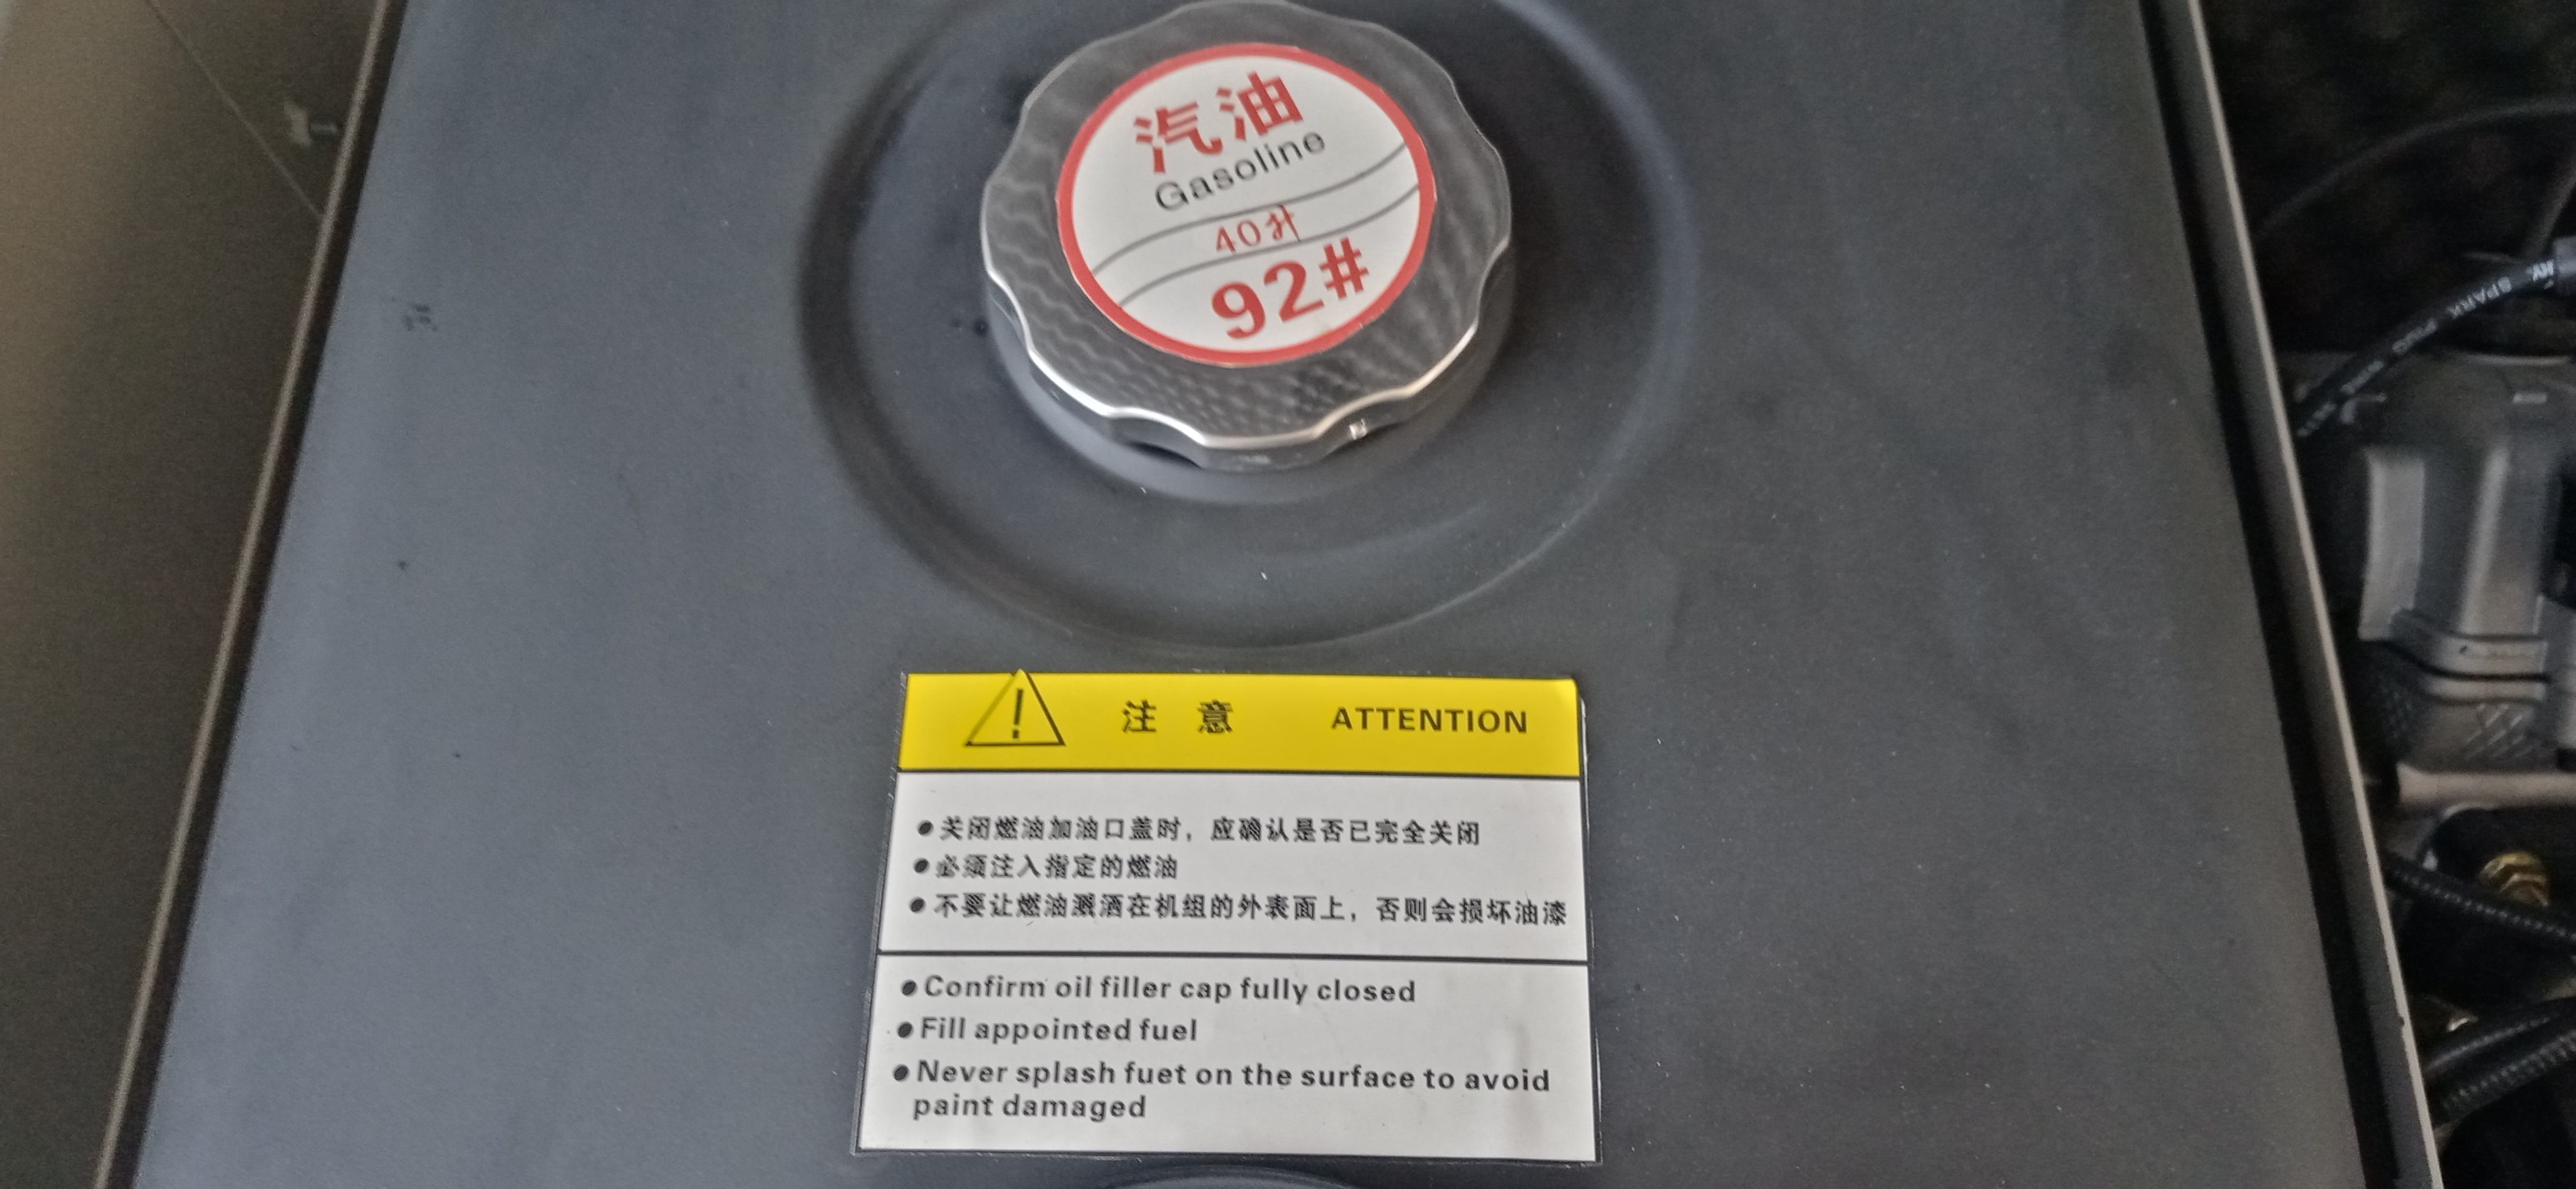 汽油
Gasoline
40升
92#
注 意 ATTENTION
●关闭燃油加油口盖时，应确认是否已完全关闭
●必须注入指定的燃油
●不要让燃油溅洒在机组的外表面上，否则会损坏油漆
●Confirm oil filler cap fully closed
●Fill appointed fuel
●Never splash fuet on the surface to avoid
paint damaged
SPARK PLUG WIRE